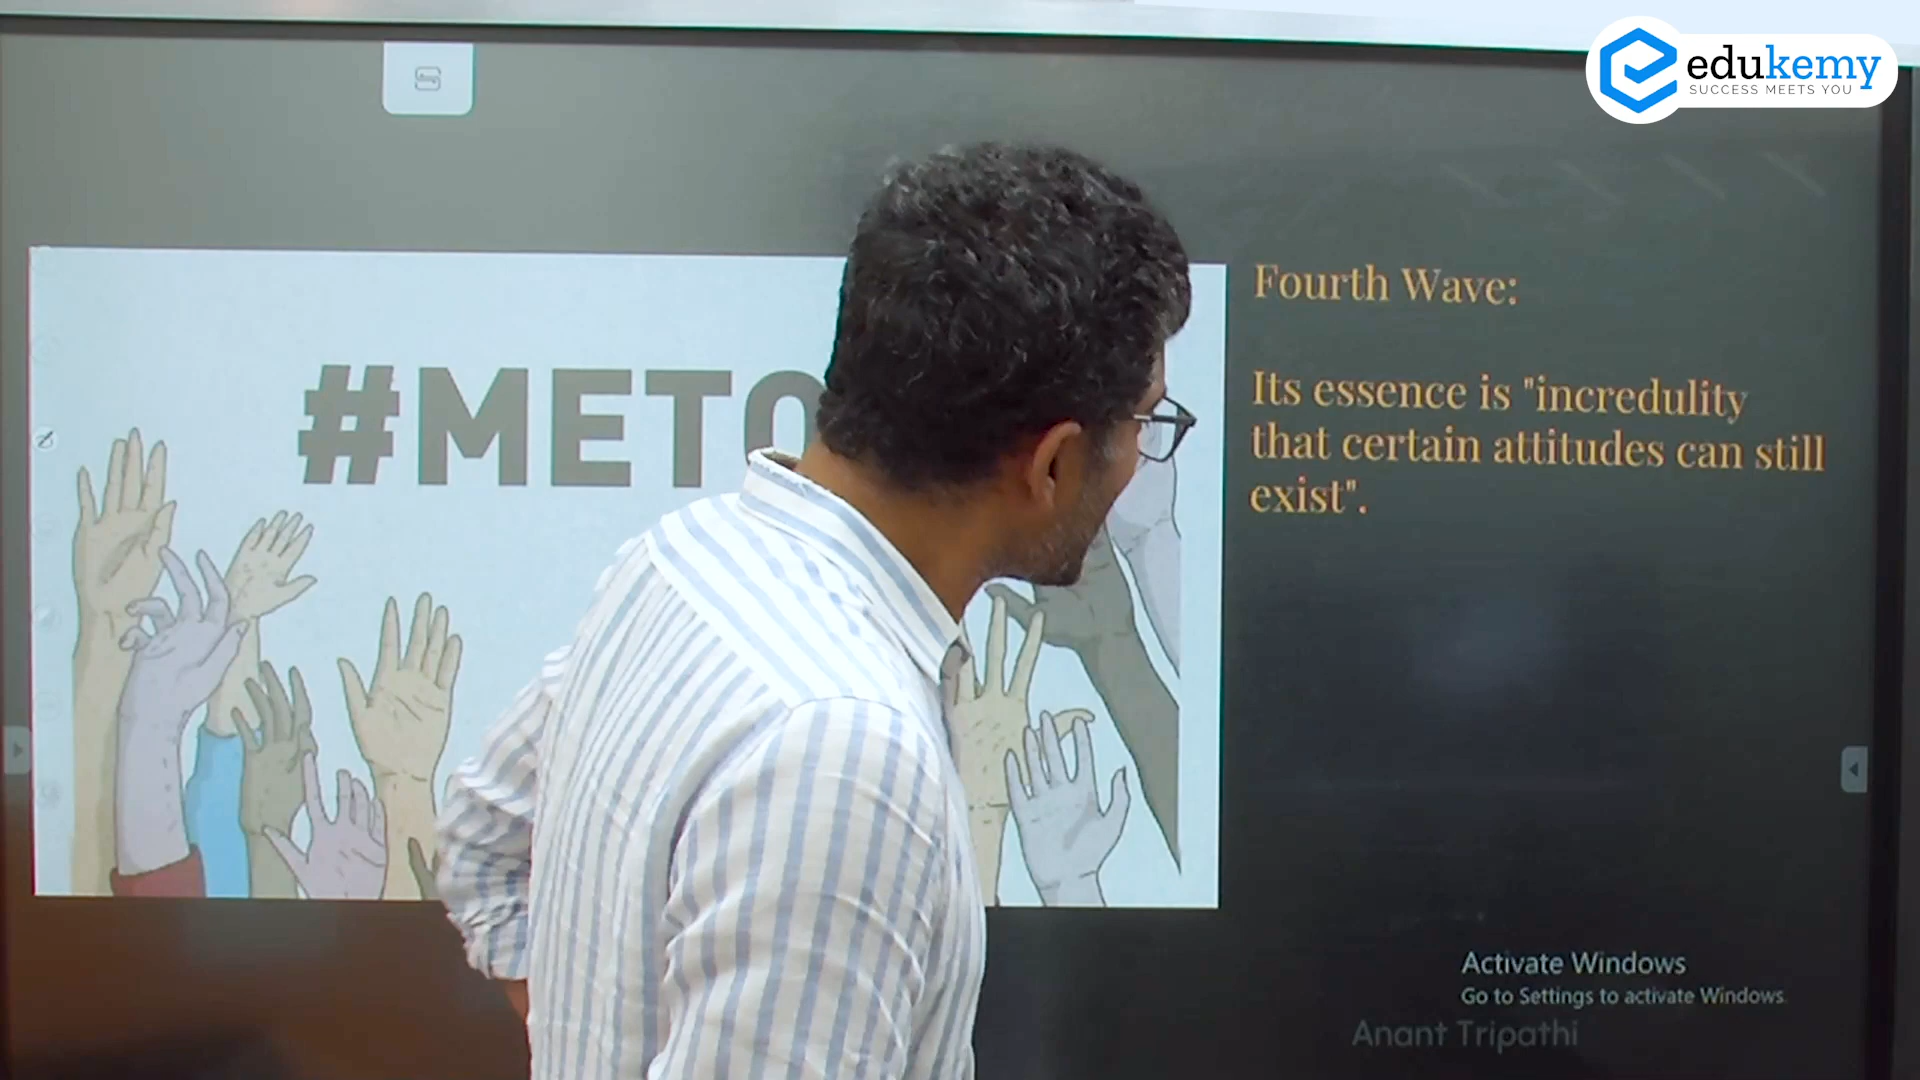 edukemy
SUCCESS MEETS YOU
#METO
Fourth Wave:
Its essence is "incredulity
that certain attitudes can still
exist".
Activate Windows
Go to Settings to activate Windows.
Anant Tripathi